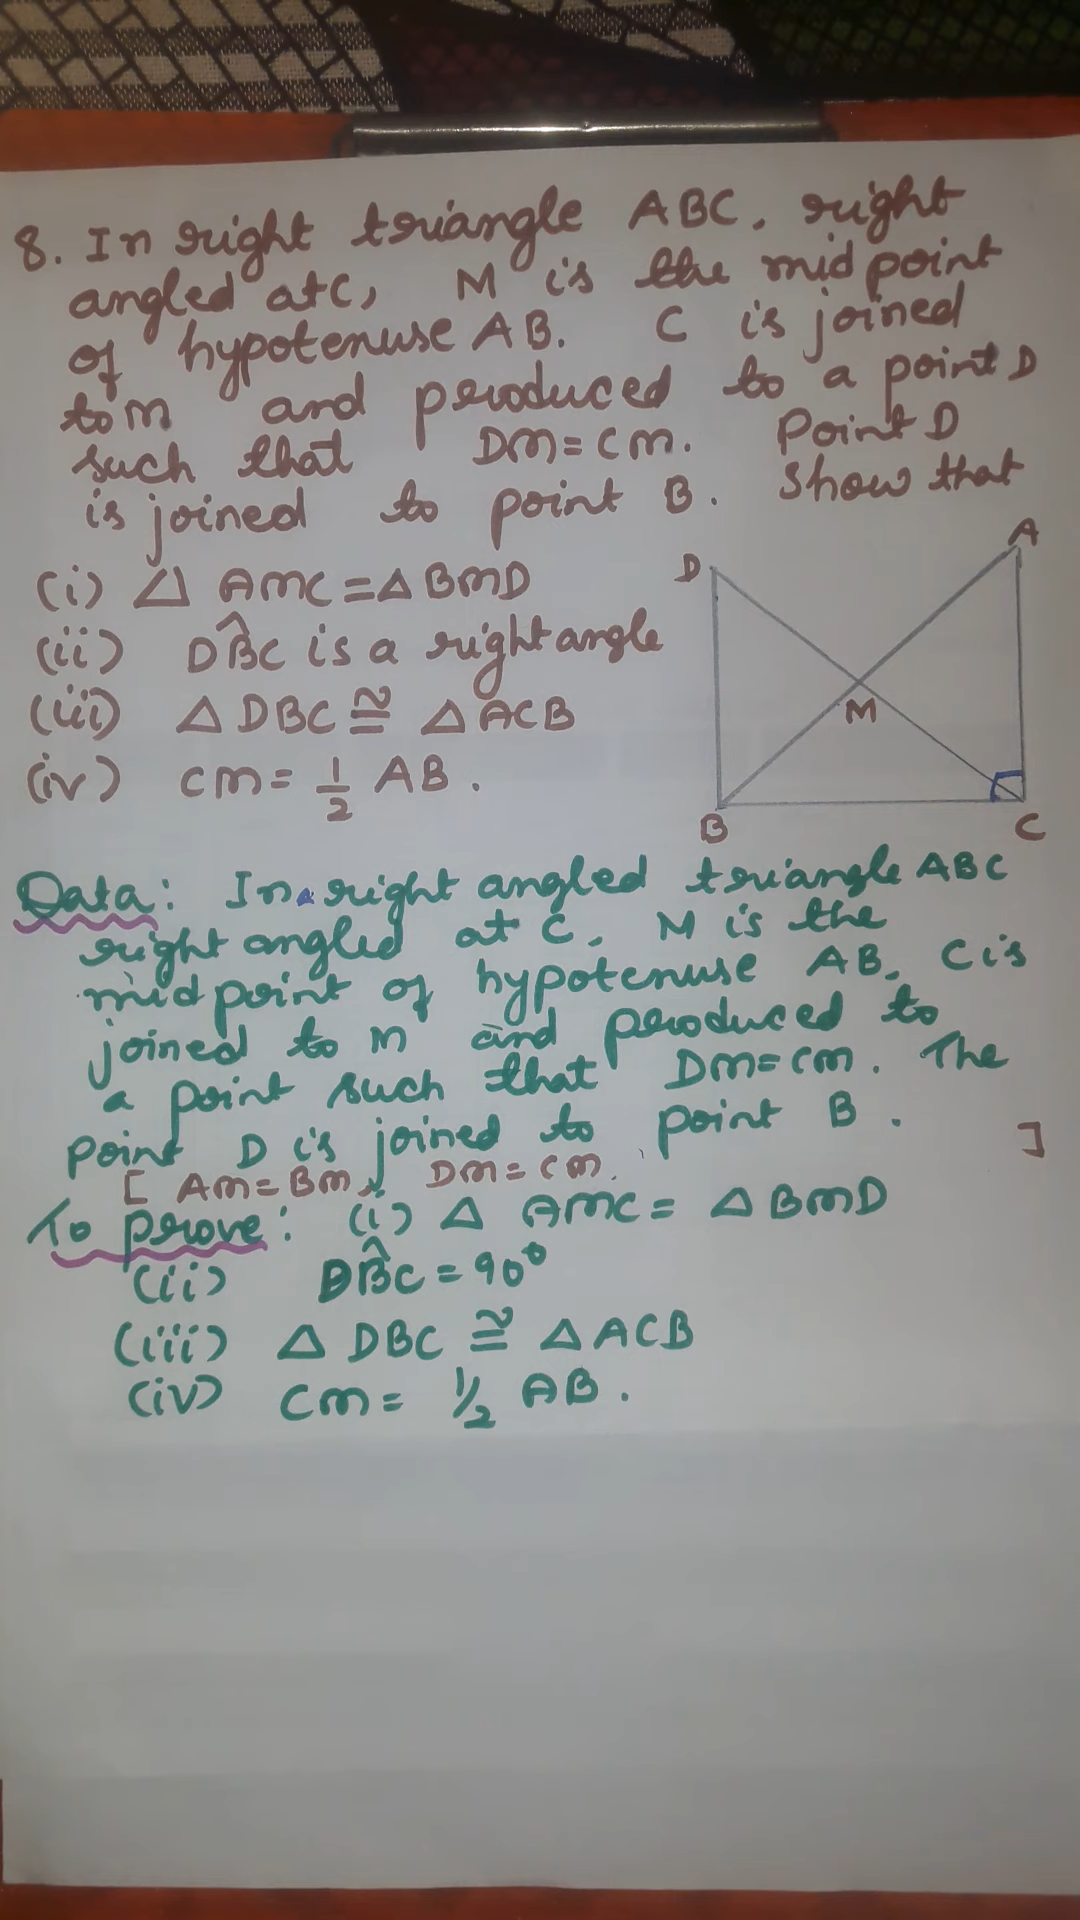 8. In right triangle ABC, right
angled at C, M is the mid point
of hypotenuse AB. C is joined
to M and produced to a point D
such that DM = CM. Point D
is joined to point B. Show that
(i) △ AMC = △ BMD
(ii) DB̂C is a right angle
(iii) △ DBC ≅ △ ACB
(iv) CM = 1/2 AB.
D
A
M
B
C
Data: In a right angled triangle ABC
right angled at C, M is the
mid point of hypotenuse AB, C is
joined to M and produced to
a point such that DM = CM. The
point D is joined to point B.
[ AM = BM, DM = CM. ]
To prove: (i) △ AMC = △ BMD
(ii) DB̂C = 90°
(iii) △ DBC ≅ △ ACB
(iv) CM = 1/2 AB.